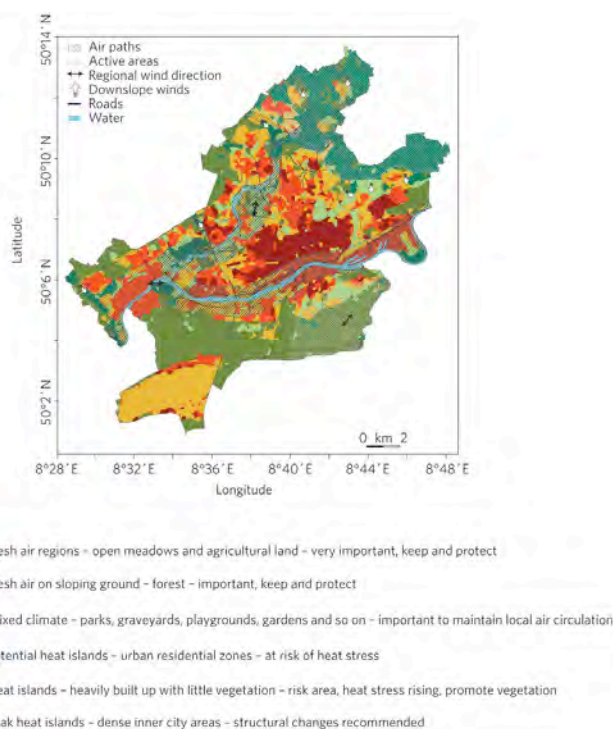 Air paths
Active areas
Regional wind direction
Downslope winds
Roads
Water
50°14' N
50°10' N
50°6' N
50°2' N
Latitude
0 km 2
8°28' E 8°32' E 8°36' E 8°40' E 8°44' E 8°48' E
Longitude
esh air regions – open meadows and agricultural land – very important, keep and protect
esh air on sloping ground – forest – important, keep and protect
ixed climate – parks, graveyards, playgrounds, gardens and so on – important to maintain local air circulation
tential heat islands – urban residential zones – at risk of heat stress
eat islands – heavily built up with little vegetation – risk area, heat stress rising, promote vegetation
ak heat islands – dense inner city areas – structural changes recommended